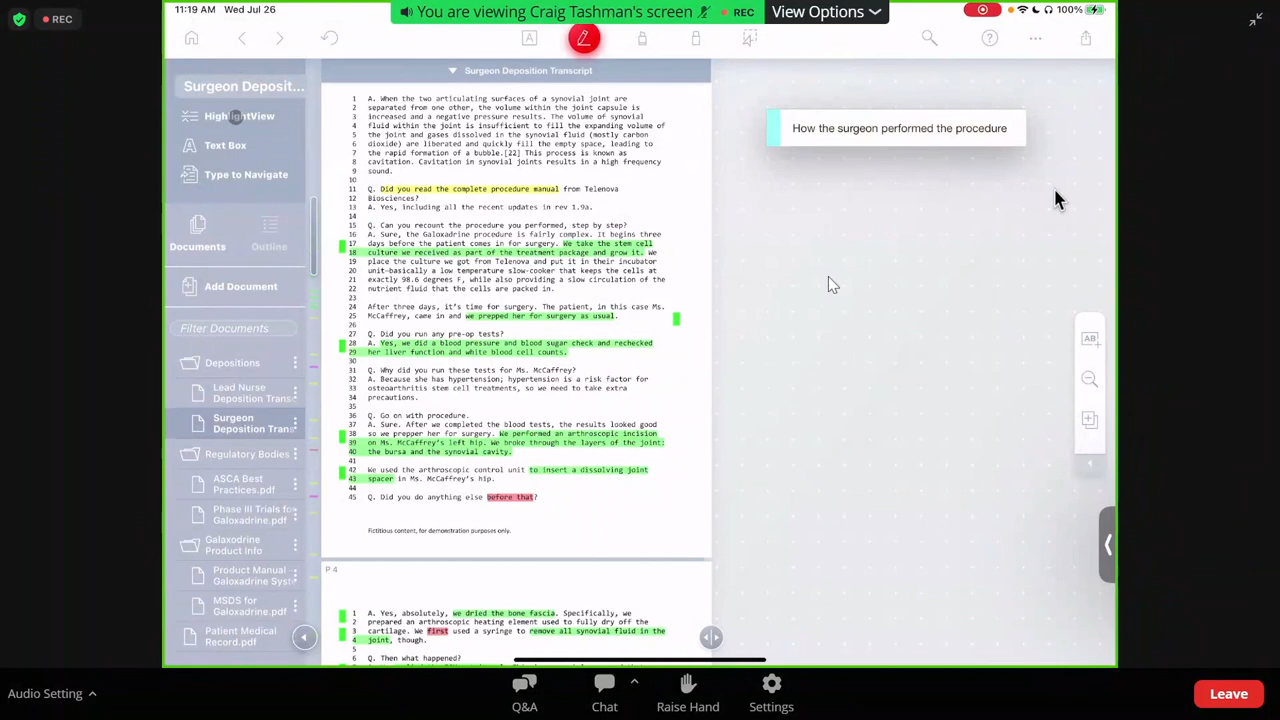 11:19 AM Wed Jul 26
REC
You are viewing Craig Tashman's screen
REC
View Options
100%
Surgeon Deposit...
HighlightView
Text Box
Type to Navigate
Documents
Outline
Add Document
Filter Documents
Depositions
Lead Nurse
Deposition Trans
Surgeon
Deposition Trans
Regulatory Bodies
ASCA Best
Practices.pdf
Phase III Trials for
Galoxadrine.pdf
Galaxodrine
Product info
Product Manual -
Galoxadrine Syst
MSDS for
Galoxadrine.pdf
Patient Medical
Record.pdf
Surgeon Deposition Transcript
1 A. When the two articulating surfaces of a synovial joint are
2 separated from one other, the volume within the joint capsule is
3 increased and a negative pressure results. The volume of synovial
4 fluid within the joint is insufficient to fill the expanding volume of
5 the joint and gases dissolved in the synovial fluid (mostly carbon
6 dioxide) are liberated and quickly fill the empty space, leading to
7 the rapid formation of a bubble.[22] This process is known as
8 cavitation. Cavitation in synovial joints results in a high frequency
9 sound.
10
11 Q. Did you read the complete procedure manual from Telenova
12 Biosciences?
13 A. Yes, including all the recent updates in rev 1.9a.
14
15 Q. Can you recount the procedure you performed, step by step?
16 A. Sure, the Galoxadrine procedure is fairly complex. It begins three
17 days before the patient comes in for surgery. We take the stem cell
18 culture we received as part of the treatment package and grow it. We
19 place the culture we got from Telenova and put it in their incubator
20 unit-basically a low temperature slow-cooker that keeps the cells at
21 exactly 98.6 degrees F, while also providing a slow circulation of the
22 nutrient fluid that the cells are packed in.
23
24 After three days, it's time for surgery. The patient, in this case Ms.
25 McCaffrey, came in and we prepped her for surgery as usual.
26
27 Q. Did you run any pre-op tests?
28 A. Yes, we did a blood pressure and blood sugar check and rechecked
29 her liver function and white blood cell counts.
30
31 Q. Why did you run these tests for Ms. McCaffrey?
32 A. Because she has hypertension; hypertension is a risk factor for
33 osteoarthritis stem cell treatments, so we need to take extra
34 precautions.
35
36 Q. Go on with procedure.
37 A. Sure. After we completed the blood tests, the results looked good
38 so we prepper her for surgery. We performed an arthroscopic incision
39 on Ms. McCaffrey's left hip. We broke through the layers of the joint:
40 the bursa and the synovial cavity.
41
42 We used the arthroscopic control unit to insert a dissolving joint
43 spacer in Ms. McCaffrey's hip.
44
45 Q. Did you do anything else before that?
Fictitious content, for demonstration purposes only.
P 4
1 A. Yes, absolutely, we dried the bone fascia. Specifically, we
2 prepared an arthroscopic heating element used to fully dry off the
3 cartilage. We first used a syringe to remove all synovial fluid in the
4 joint, though.
5
6 Q. Then what happened?
How the surgeon performed the procedure
Audio Setting
Q&A
Chat
Raise Hand
Settings
Leave